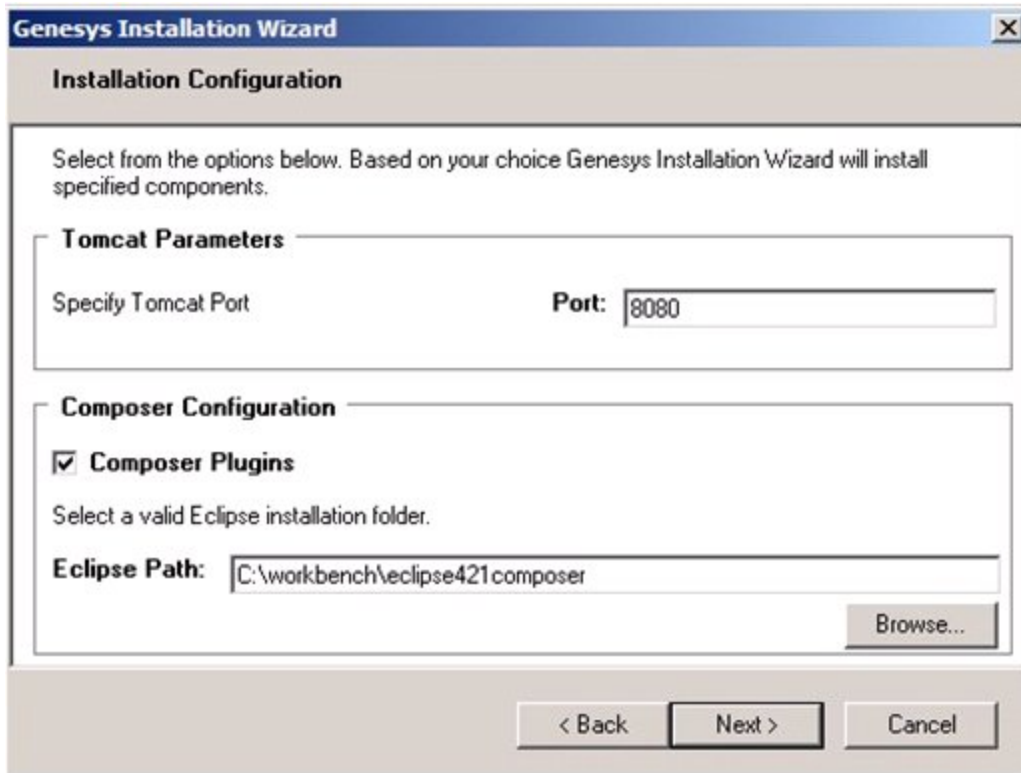 Genesys Installation Wizard
Installation Configuration
Select from the options below. Based on your choice Genesys Installation Wizard will install
specified components.
Tomcat Parameters
Specify Tomcat Port Port: 8080
Composer Configuration
Composer Plugins
Select a valid Eclipse installation folder.
Eclipse Path: C:\workbench\eclipse421composer
Browse...
< Back Next > Cancel